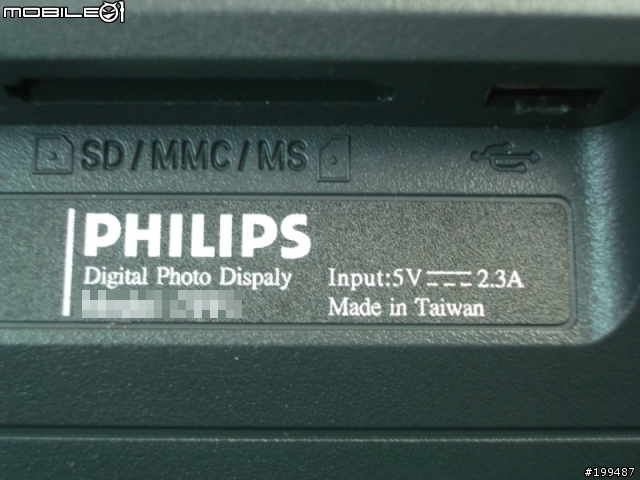 MOBILE01
SD/MMC/MS
PHILIPS
Digital Photo Dispaly
Input:5V 2.3A
Made in Taiwan
#199487